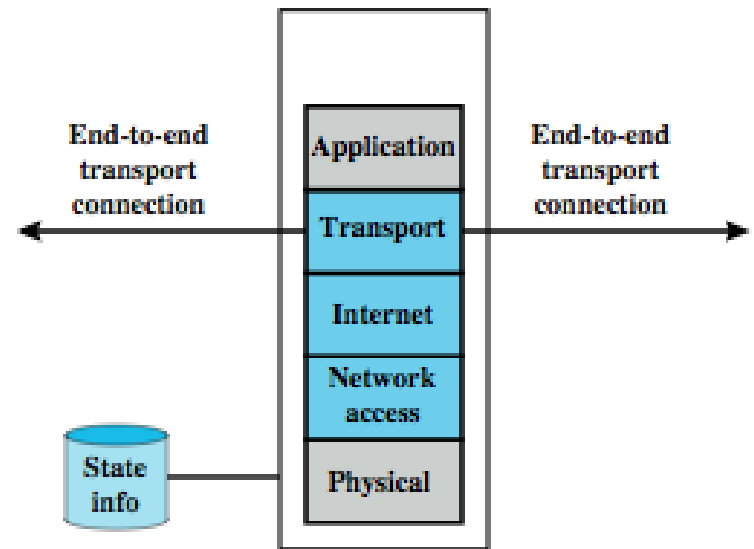 End-to-end
transport
connection
Application
Transport
Internet
Network
access
Physical
End-to-end
transport
connection
State
info